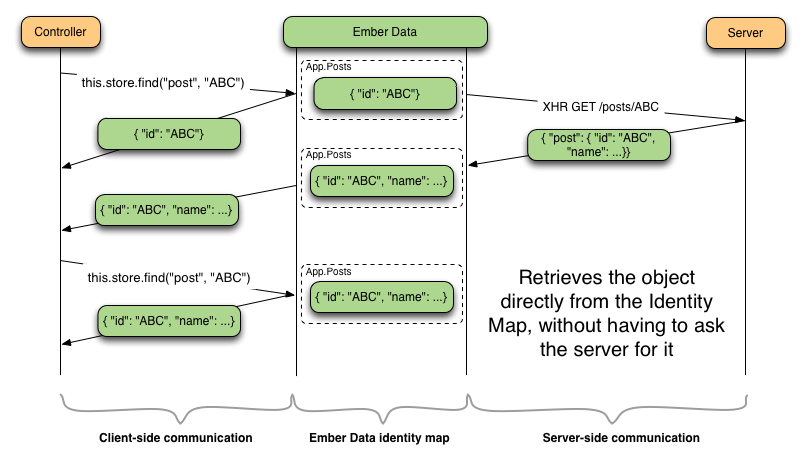 Controller
Ember Data
Server
App.Posts
this.store.find("post", "ABC")
{ "id": "ABC"}
XHR GET /posts/ABC
{ "id": "ABC"}
{ "post": { "id": "ABC",
"name": ...}}
App.Posts
{ "id": "ABC", "name": ...}
{ "id": "ABC", "name": ...}
App.Posts
this.store.find("post", "ABC")
{ "id": "ABC", "name": ...}
{ "id": "ABC", "name": ...}
Retrieves the object
directly from the Identity
Map, without having to ask
the server for it
Client-side communication
Ember Data identity map
Server-side communication